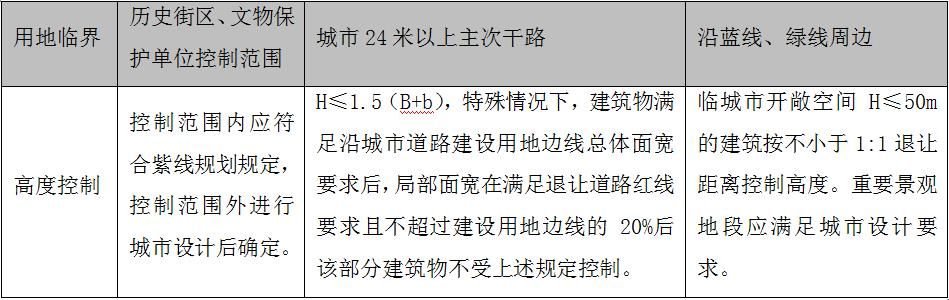 用地临界
历史街区、文物保
护单位控制范围
城市 24 米以上主次干路
沿蓝线、绿线周边
高度控制
控制范围内应符
合紫线规划规定，
控制范围外进行
城市设计后确定。
H≤1.5（B+b），特殊情况下，建筑物满
足沿城市道路建设用地边线总体面宽
要求后，局部面宽在满足退让道路红线
要求且不超过建设用地边线的 20%后
该部分建筑物不受上述规定控制。
临城市开敞空间 H≤50m
的建筑按不小于 1:1 退让
距离控制高度。重要景观
地段应满足城市设计要
求。